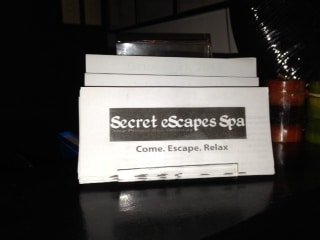 Secret eScapes Spa
Come. Escape. Relax